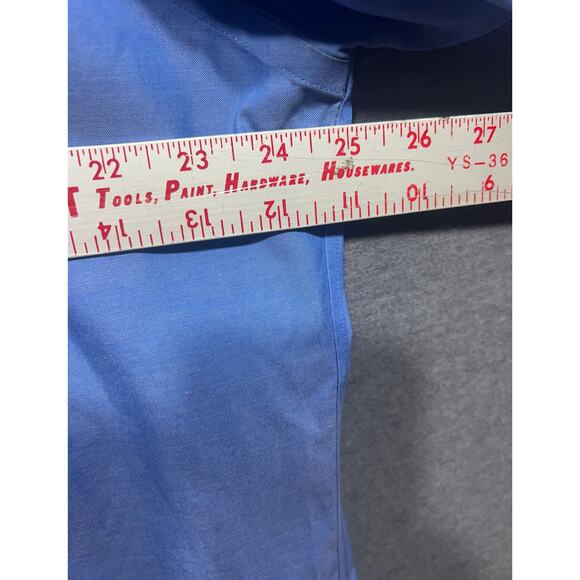 22 23 24 25 26 27
T TOOLS, PAINT, HARDWARE, HOUSEWARES. YS-36
14 13 12 11 10 9